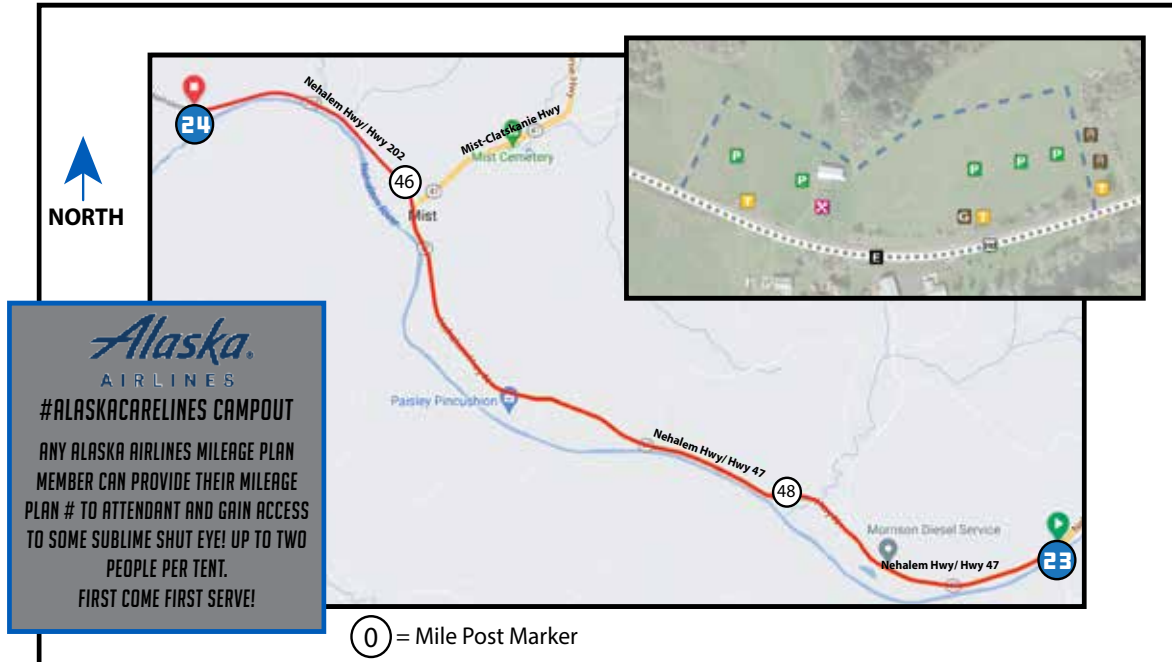 24
Nehalem Hwy/ Hwy 202
Mist-Clatskanie Hwy
Mist Cemetery
46
47
Mist
NORTH
P
P
P
P
P
T
T
T
G
E
Alaska.
AIRLINES
#ALASKACARELINES CAMPOUT
ANY ALASKA AIRLINES MILEAGE PLAN
MEMBER CAN PROVIDE THEIR MILEAGE
PLAN # TO ATTENDANT AND GAIN ACCESS
TO SOME SUBLIME SHUT EYE! UP TO TWO
PEOPLE PER TENT.
FIRST COME FIRST SERVE!
Paisley Pincushion
Nehalem Hwy/ Hwy 47
48
Morrison Diesel Service
Nehalem Hwy/ Hwy 47
23
0 = Mile Post Marker